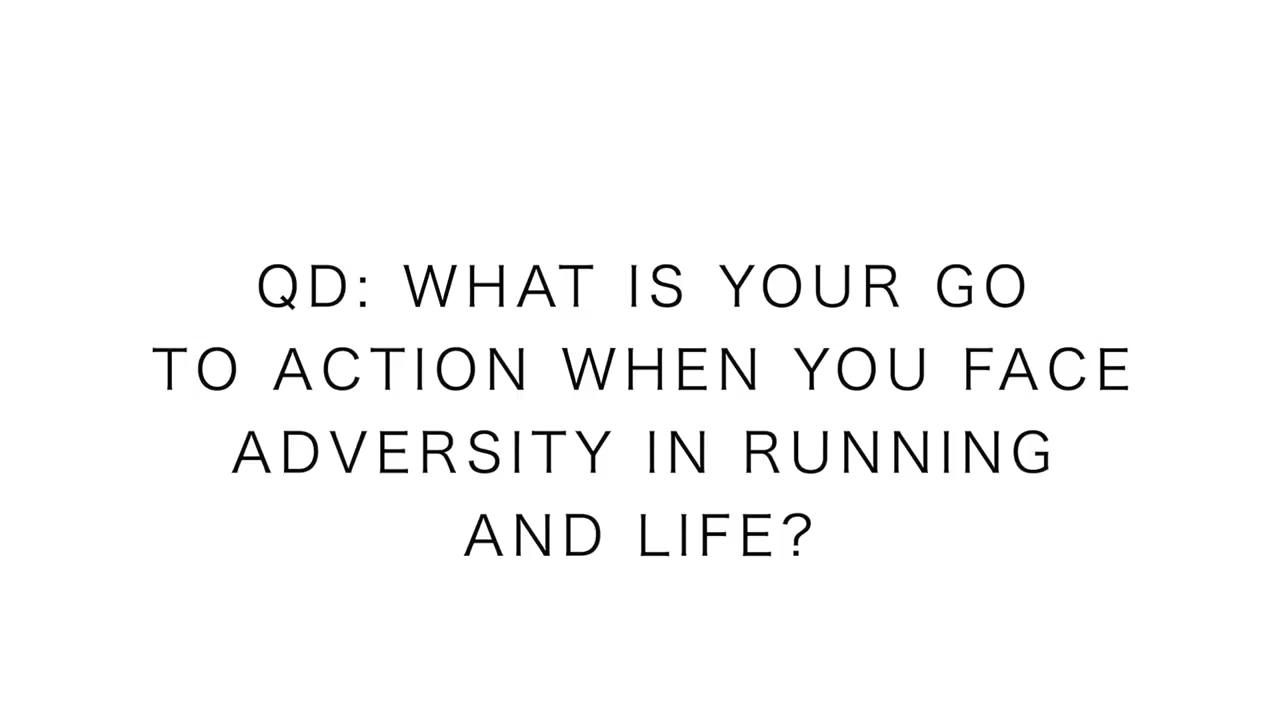 QD: WHAT IS YOUR GO
TO ACTION WHEN YOU FACE
ADVERSITY IN RUNNING
AND LIFE?